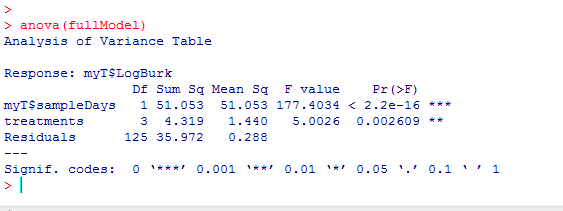 >
> anova(fullModel)
Analysis of Variance Table

Response: myT$LogBurk
              Df Sum Sq Mean Sq  F value    Pr(>F)
myT$sampleDays   1 51.053  51.053 177.4034 < 2.2e-16 ***
treatments       3  4.319   1.440   5.0026  0.002609 **
Residuals      125 35.972   0.288
---
Signif. codes:  0 ‘***’ 0.001 ‘**’ 0.01 ‘*’ 0.05 ‘.’ 0.1 ‘ ’ 1
>